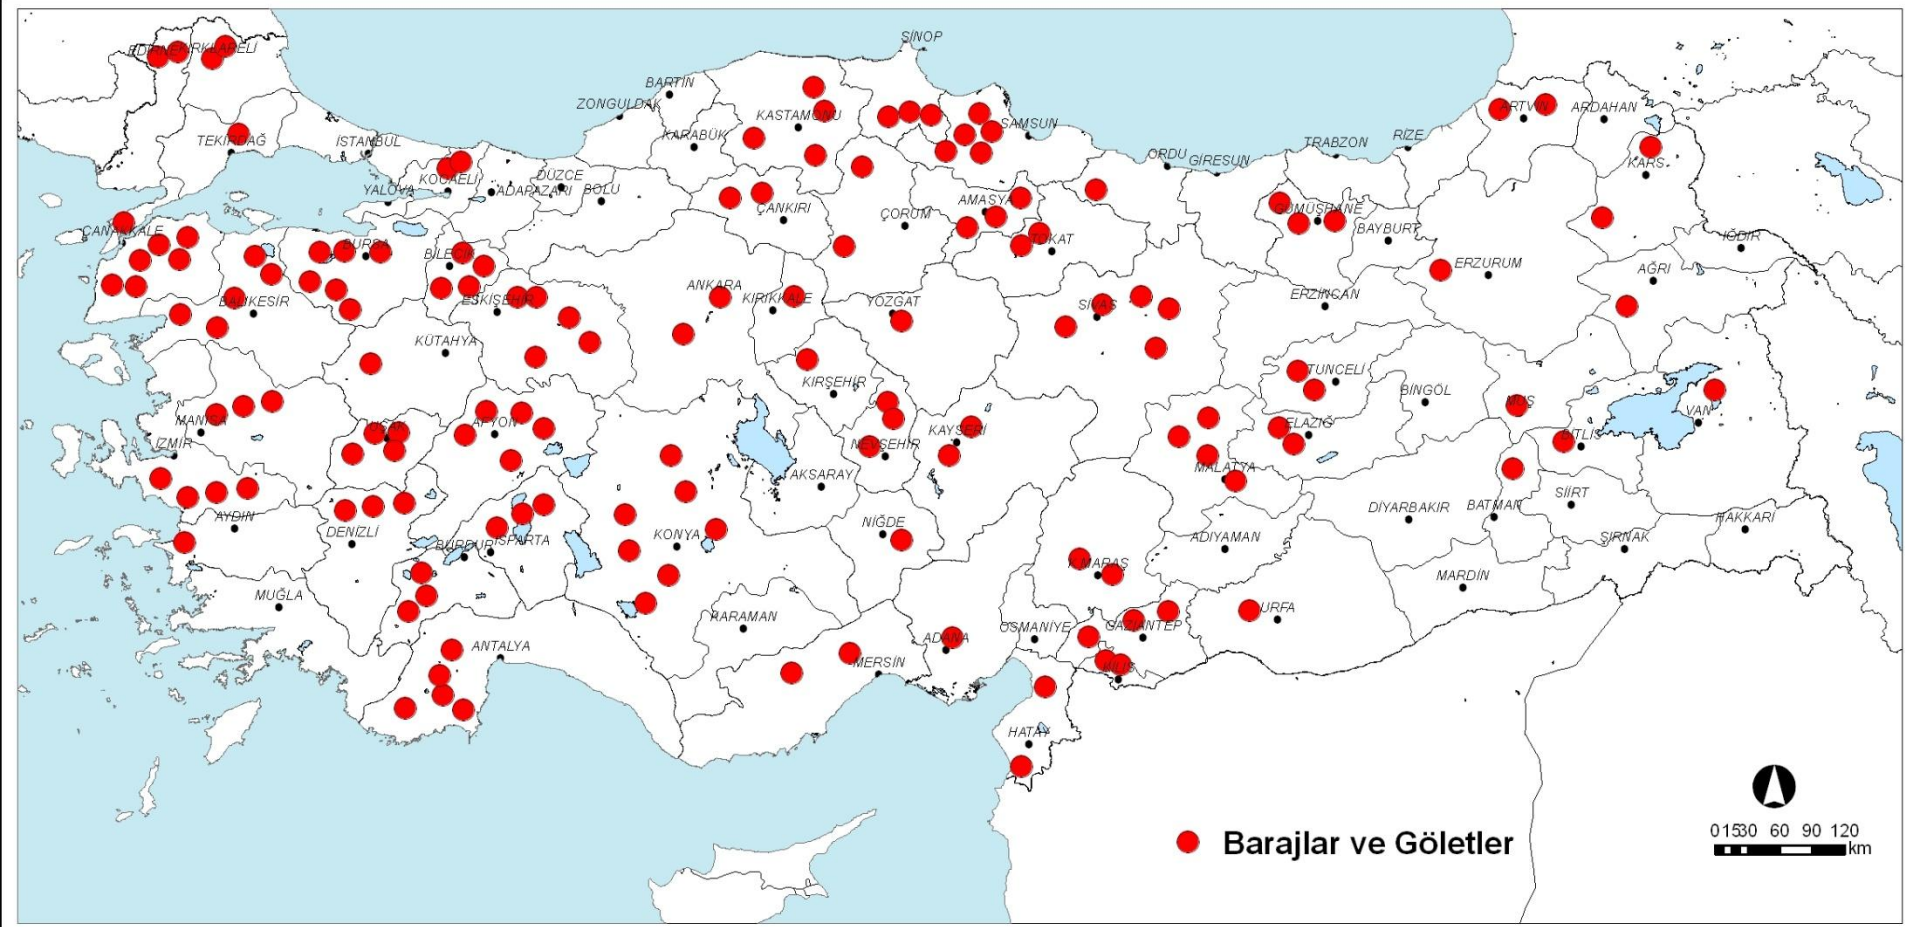 SİNOP
EDİRNE KIRKLARELİ
BARTIN
ZONGULDAK
KASTAMONU
ARTVİN
ARDAHAN
SAMSUN
TEKİRDAĞ
İSTANBUL
KARABÜK
TRABZON
RİZE
ORDU
GİRESUN
KARS
KOCAELİ
YALOVA
ADAPAZARI
DÜZCE
BOLU
ÇANKIRI
ÇORUM
AMASYA
TOKAT
GÜMÜŞHANE
BAYBURT
IĞDIR
ÇANAKKALE
BURSA
BİLECİK
ERZURUM
AĞRI
BALIKESİR
ESKİŞEHİR
ANKARA
KIRIKKALE
YOZGAT
SİVAS
ERZİNCAN
KÜTAHYA
KIRŞEHİR
TUNCELİ
BİNGÖL
MUŞ
VAN
MANİSA
UŞAK
AFYON
NEVŞEHİR
KAYSERİ
ELAZIĞ
BİTLİS
İZMİR
AKSARAY
MALATYA
SİİRT
AYDIN
DENİZLİ
BURDUR
ISPARTA
KONYA
NİĞDE
ADIYAMAN
DİYARBAKIR
BATMAN
ŞIRNAK
HAKKARİ
MUĞLA
K.MARAŞ
MARDİN
KARAMAN
ANTALYA
MERSİN
ADANA
OSMANİYE
GAZİANTEP
URFA
KİLİS
HATAY
Barajlar ve Göletler
0 15 30 60 90 120
km